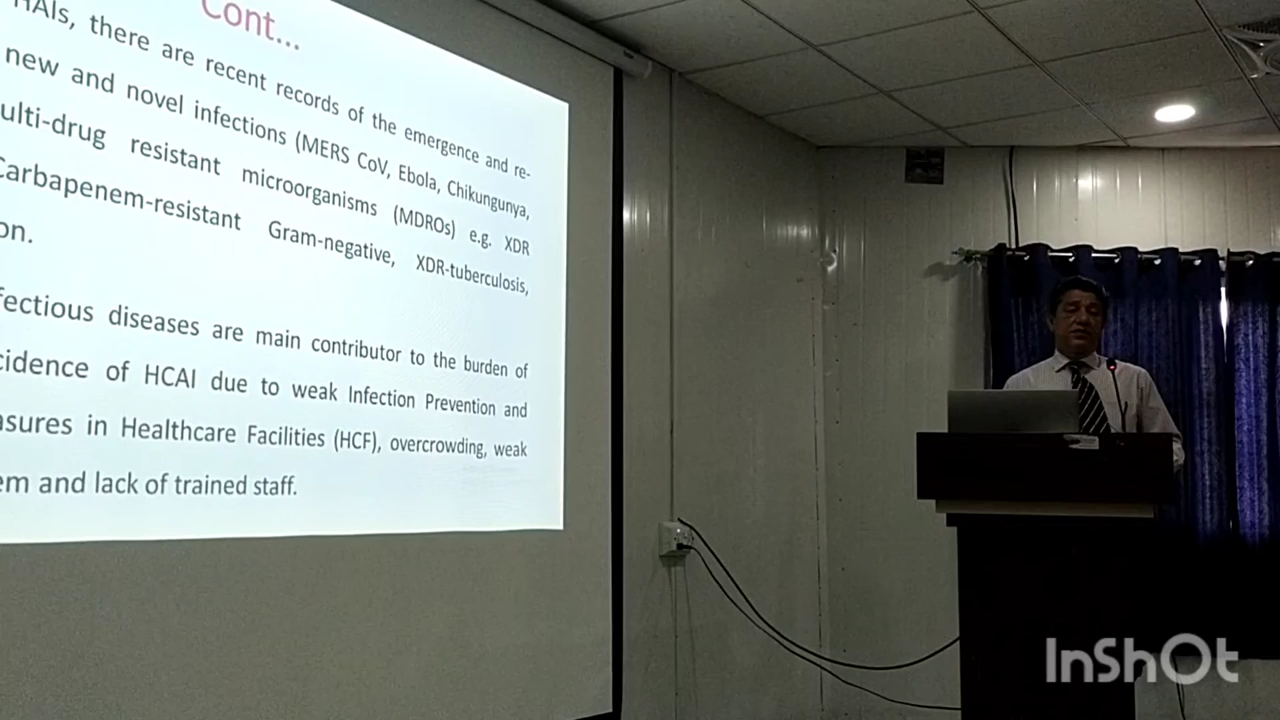 Cont...
HAIs, there are recent records of the emergence and re-
new and novel infections (MERS CoV, Ebola, Chikungunya,
ulti-drug resistant microorganisms (MDROs) e.g. XDR
Carbapenem-resistant Gram-negative, XDR-tuberculosis,
on.
fectious diseases are main contributor to the burden of
cidence of HCAI due to weak Infection Prevention and
asures in Healthcare Facilities (HCF), overcrowding, weak
em and lack of trained staff.
InShOt